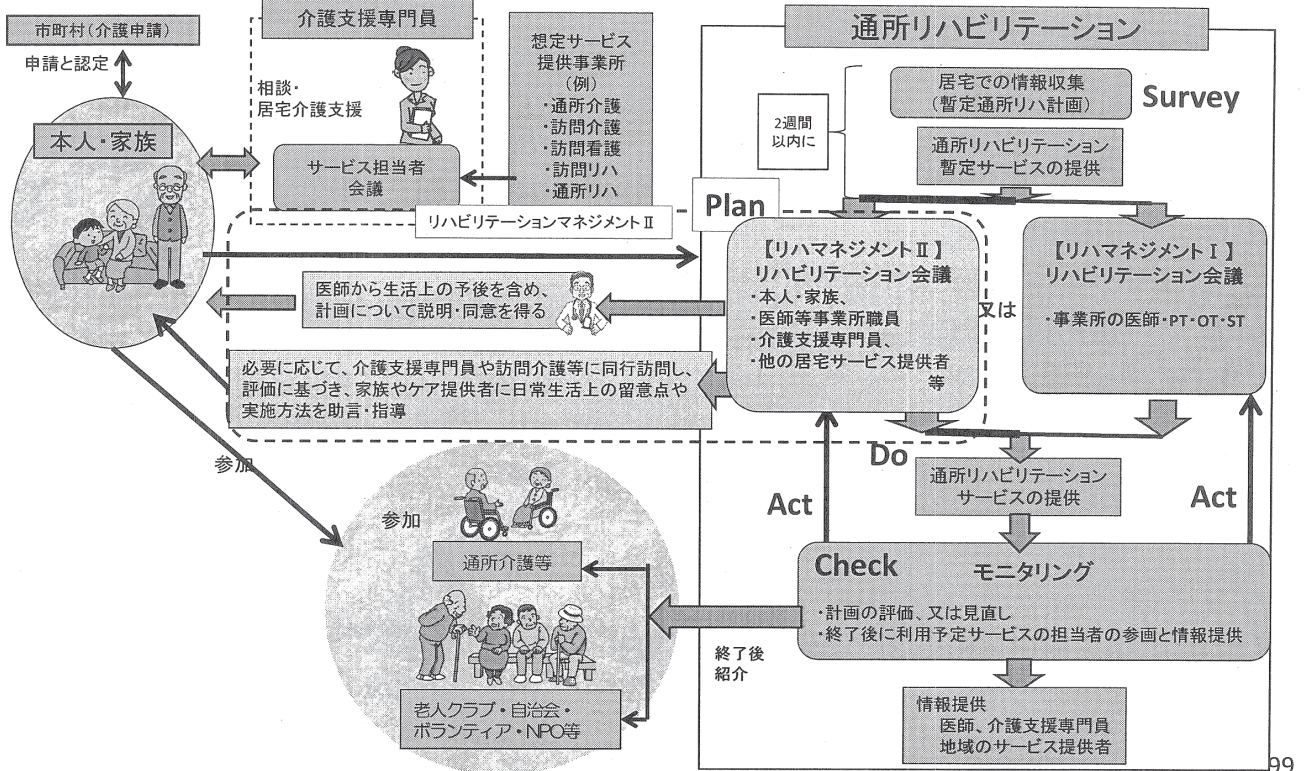 市町村(介護申請)
申請と認定
本人・家族
介護支援専門員
相談・
居宅介護支援
サービス担当者
会議
想定サービス
提供事業所
(例)
・通所介護
・訪問介護
・訪問看護
・訪問リハ
・通所リハ
リハビリテーションマネジメントⅡ
医師から生活上の予後を含め、
計画について説明・同意を得る
必要に応じて、介護支援専門員や訪問介護等に同行訪問し、
評価に基づき、家族やケア提供者に日常生活上の留意点や
実施方法を助言・指導
参加
参加
通所介護等
老人クラブ・自治会・
ボランティア・NPO等
通所リハビリテーション
居宅での情報収集
(暫定通所リハ計画)
Survey
2週間
以内に
通所リハビリテーション
暫定サービスの提供
Plan
【リハマネジメントⅡ】
リハビリテーション会議
・本人・家族、
・医師等事業所職員
・介護支援専門員、
・他の居宅サービス提供者
等
又は
【リハマネジメントⅠ】
リハビリテーション会議
・事業所の医師・PT・OT・ST
Do
通所リハビリテーション
サービスの提供
Act
Act
Check
モニタリング
・計画の評価、又は見直し
・終了後に利用予定サービスの担当者の参画と情報提供
終了後
紹介
情報提供
医師、介護支援専門員
地域のサービス提供者
99